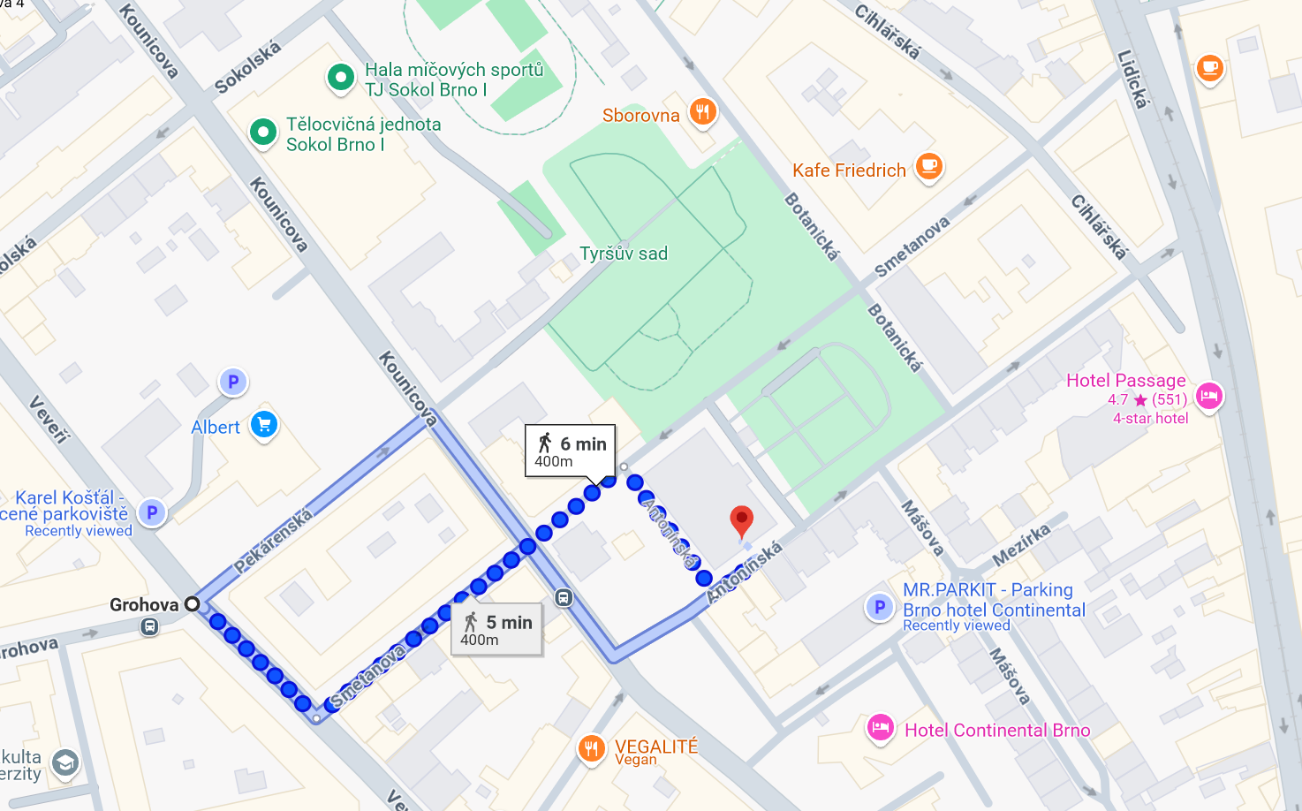 Kounicova
Sokolská
Cihlářská
Lidická
Hala míčových sportů
TJ Sokol Brno I
Sborovna
Tělocvičná jednota
Sokol Brno I
Kafe Friedrich
Kounicova
Botanická
Cihlářská
Smetanova
Tyršův sad
Botanická
Kounicova
Veveří
P
Albert
Hotel Passage
4.7 ★ (551)
4-star hotel
6 min
400m
Karel Košťál -
cené parkoviště
Recently viewed
P
Pekárenská
Antonínská
Antonínská
Mášova
Mezírka
Grohova
MR.PARKIT - Parking
Brno hotel Continental
Recently viewed
P
5 min
400m
Smetanova
Mášova
Hotel Continental Brno
VEGALITÉ
Vegan